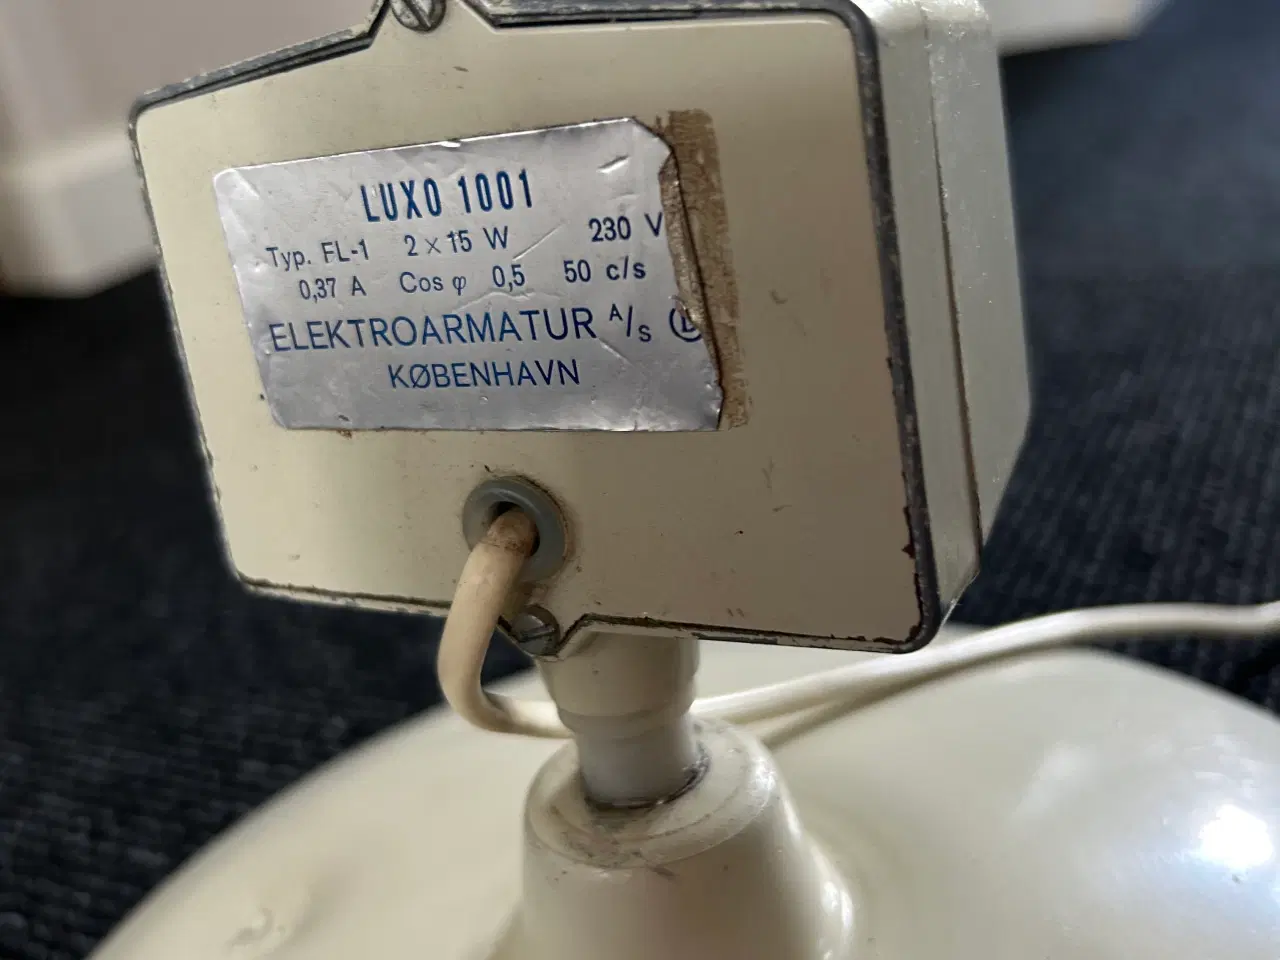 LUXO 1001
Typ. FL-1 2 × 15 W 230 V
0,37 A Cos φ 0,5 50 c/s
ELEKTROARMATUR A/S
KØBENHAVN